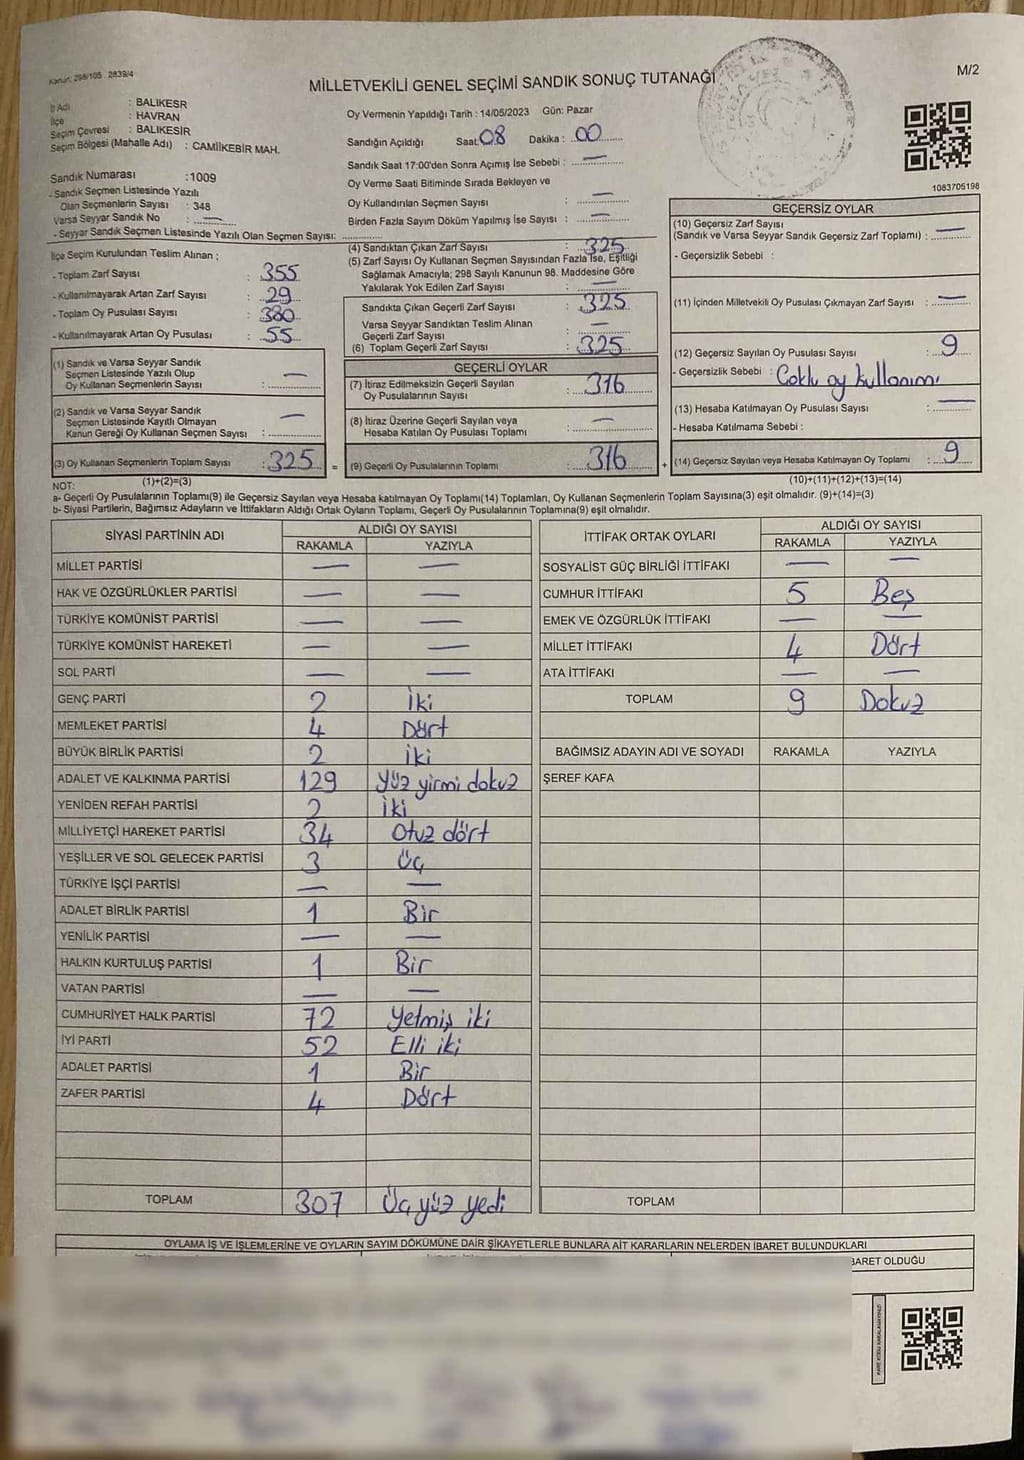 Kanun: 298/105 2839/4
MİLLETVEKİLİ GENEL SEÇİMİ SANDIK SONUÇ TUTANAĞI
M/2
İl Adı : BALIKESR
İlçe : HAVRAN
Seçim Çevresi : BALIKESİR
Seçim Bölgesi (Mahalle Adı) : CAMİİKEBİR MAH.
Sandık Numarası :1009
- Sandık Seçmen Listesinde Yazılı
Olan Seçmenlerin Sayısı : 348
Varsa Seyyar Sandık No : —
- Seyyar Sandık Seçmen Listesinde Yazılı Olan Seçmen Sayısı:
İlçe Seçim Kurulundan Teslim Alınan ;
- Toplam Zarf Sayısı : 355
- Kullanılmayarak Artan Zarf Sayısı : 29
- Toplam Oy Pusulası Sayısı : 380
- Kullanılmayarak Artan Oy Pusulası : 55
Oy Vermenin Yapıldığı Tarih : 14/05/2023 Gün: Pazar
Sandığın Açıldığı Saat: 08 Dakika : 00
Sandık Saat 17:00'den Sonra Açımış İse Sebebi : —
Oy Verme Saati Bitiminde Sırada Bekleyen ve
Oy Kullandırılan Seçmen Sayısı : —
Birden Fazla Sayım Döküm Yapılmış İse Sayısı : —
(4) Sandıktan Çıkan Zarf Sayısı : 325
(5) Zarf Sayısı Oy Kullanan Seçmen Sayısından Fazla İse, Eşitliği
Sağlamak Amacıyla; 298 Sayılı Kanunun 98. Maddesine Göre
Yakılarak Yok Edilen Zarf Sayısı : —
Sandıkta Çıkan Geçerli Zarf Sayısı : 325
Varsa Seyyar Sandıktan Teslim Alınan
Geçerli Zarf Sayısı : —
(6) Toplam Geçerli Zarf Sayısı : 325
1083705198
GEÇERSİZ OYLAR
(10) Geçersiz Zarf Sayısı
(Sandık ve Varsa Seyyar Sandık Geçersiz Zarf Toplamı) : —
- Geçersizlik Sebebi :
(11) İçinden Milletvekili Oy Pusulası Çıkmayan Zarf Sayısı : —
(12) Geçersiz Sayılan Oy Pusulası Sayısı : 9
- Geçersizlik Sebebi : Çoklu oy kullanımı
(13) Hesaba Katılmayan Oy Pusulası Sayısı : —
- Hesaba Katılmama Sebebi :
(14) Geçersiz Sayılan veya Hesaba Katılmayan Oy Toplamı : 9
(10)+(11)+(12)+(13)=(14)
(1) Sandık ve Varsa Seyyar Sandık
Seçmen Listesinde Yazılı Olup
Oy Kullanan Seçmenlerin Sayısı : —
(2) Sandık ve Varsa Seyyar Sandık
Seçmen Listesinde Kayıtlı Olmayan
Kanun Gereği Oy Kullanan Seçmen Sayısı : —
(3) Oy Kullanan Seçmenlerin Toplam Sayısı : 325 =
(1)+(2)=(3)
GEÇERLİ OYLAR
(7) İtiraz Edilmeksizin Geçerli Sayılan
Oy Pusulalarının Sayısı : 316
(8) İtiraz Üzerine Geçerli Sayılan veya
Hesaba Katılan Oy Pusulası Toplamı : —
(9) Geçerli Oy Pusulalarının Toplamı : 316 +
NOT:
a- Geçerli Oy Pusulalarının Toplamı(9) ile Geçersiz Sayılan veya Hesaba katılmayan Oy Toplamı(14) Toplamları, Oy Kullanan Seçmenlerin Toplam Sayısına(3) eşit olmalıdır. (9)+(14)=(3)
b- Siyasi Partilerin, Bağımsız Adayların ve İttifakların Aldığı Ortak Oyların Toplamı, Geçerli Oy Pusulalarının Toplamına(9) eşit olmalıdır.
SİYASİ PARTİNİN ADI ALDIĞI OY SAYISI
RAKAMLA YAZIYLA
MİLLET PARTİSİ — —
HAK VE ÖZGÜRLÜKLER PARTİSİ — —
TÜRKİYE KOMÜNİST PARTİSİ — —
TÜRKİYE KOMÜNİST HAREKETİ — —
SOL PARTİ — —
GENÇ PARTİ 2 İki
MEMLEKET PARTİSİ 4 Dört
BÜYÜK BİRLİK PARTİSİ 2 İki
ADALET VE KALKINMA PARTİSİ 129 Yüz yirmi dokuz
YENİDEN REFAH PARTİSİ 2 İki
MİLLİYETÇİ HAREKET PARTİSİ 34 Otuz dört
YEŞİLLER VE SOL GELECEK PARTİSİ 3 Üç
TÜRKİYE İŞÇİ PARTİSİ — —
ADALET BİRLİK PARTİSİ 1 Bir
YENİLİK PARTİSİ — —
HALKIN KURTULUŞ PARTİSİ 1 Bir
VATAN PARTİSİ — —
CUMHURİYET HALK PARTİSİ 72 Yetmiş iki
İYİ PARTİ 52 Elli iki
ADALET PARTİSİ 1 Bir
ZAFER PARTİSİ 4 Dört
TOPLAM 307 Üç yüz yedi
İTTİFAK ORTAK OYLARI ALDIĞI OY SAYISI
RAKAMLA YAZIYLA
SOSYALİST GÜÇ BİRLİĞİ İTTİFAKI — —
CUMHUR İTTİFAKI 5 Beş
EMEK VE ÖZGÜRLÜK İTTİFAKI — —
MİLLET İTTİFAKI 4 Dört
ATA İTTİFAKI — —
TOPLAM 9 Dokuz
BAĞIMSIZ ADAYIN ADI VE SOYADI RAKAMLA YAZIYLA
ŞEREF KAFA
TOPLAM
OYLAMA İŞ VE İŞLEMLERİNE VE OYLARIN SAYIM DÖKÜMÜNE DAİR ŞİKAYETLERLE BUNLARA AİT KARARLARIN NELERDEN İBARET BULUNDUKLARI
BARET OLDUĞU